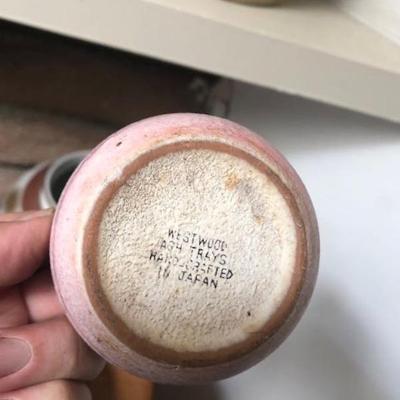 WESTWOOD
ASH TRAYS
HAND-CRAFTED
IN JAPAN